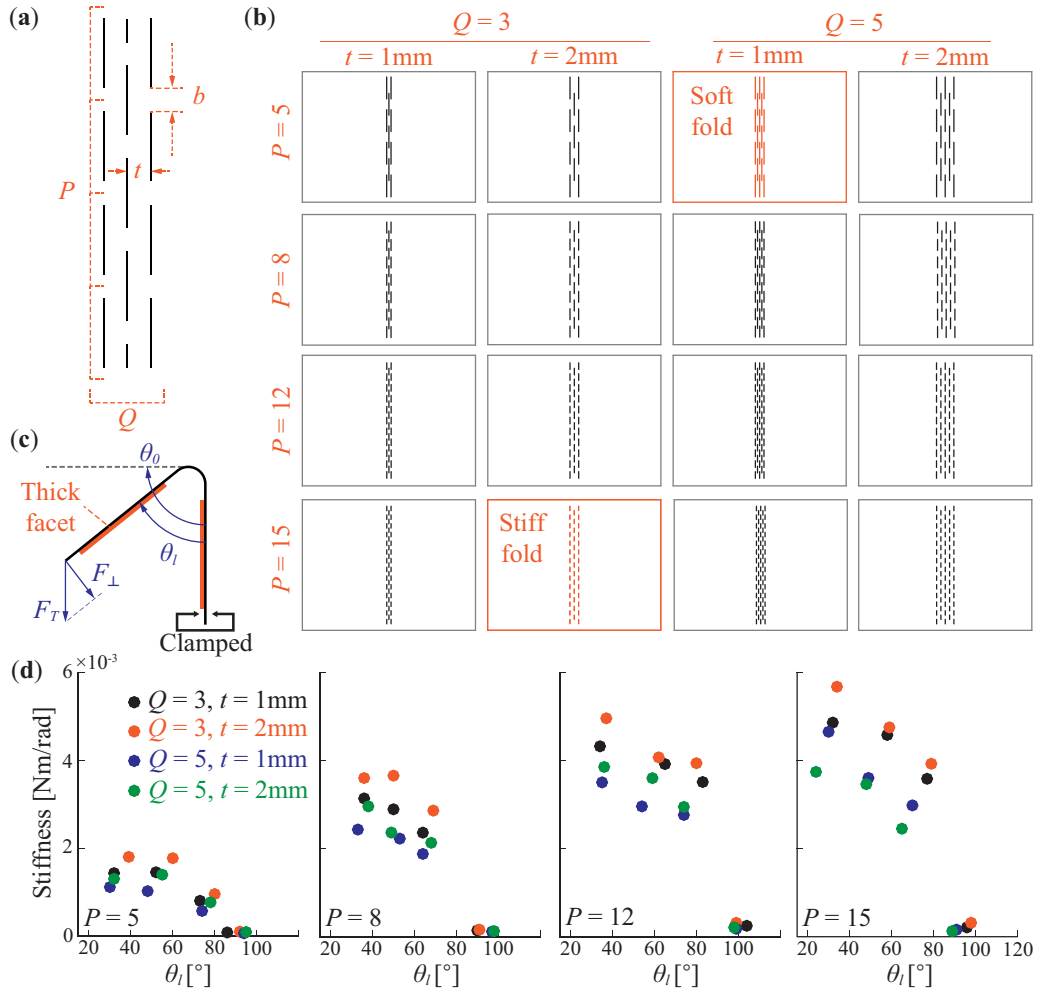 (a)
P
t
b
Q
(b)
Q = 3
Q = 5
t = 1mm
t = 2mm
t = 1mm
t = 2mm
P = 5
Soft
fold
P = 8
P = 12
P = 15
Stiff
fold
(c)
θ0
Thick
facet
θl
F⊥
FT
Clamped
(d)
6 ×10-3
4
2
0
Stiffness [Nm/rad]
Q = 3, t = 1mm
Q = 3, t = 2mm
Q = 5, t = 1mm
Q = 5, t = 2mm
P = 5
P = 8
P = 12
P = 15
20 40 60 80 100
20 40 60 80 100
20 40 60 80 100
20 40 60 80 100 120
θl [°]
θl [°]
θl [°]
θl [°]